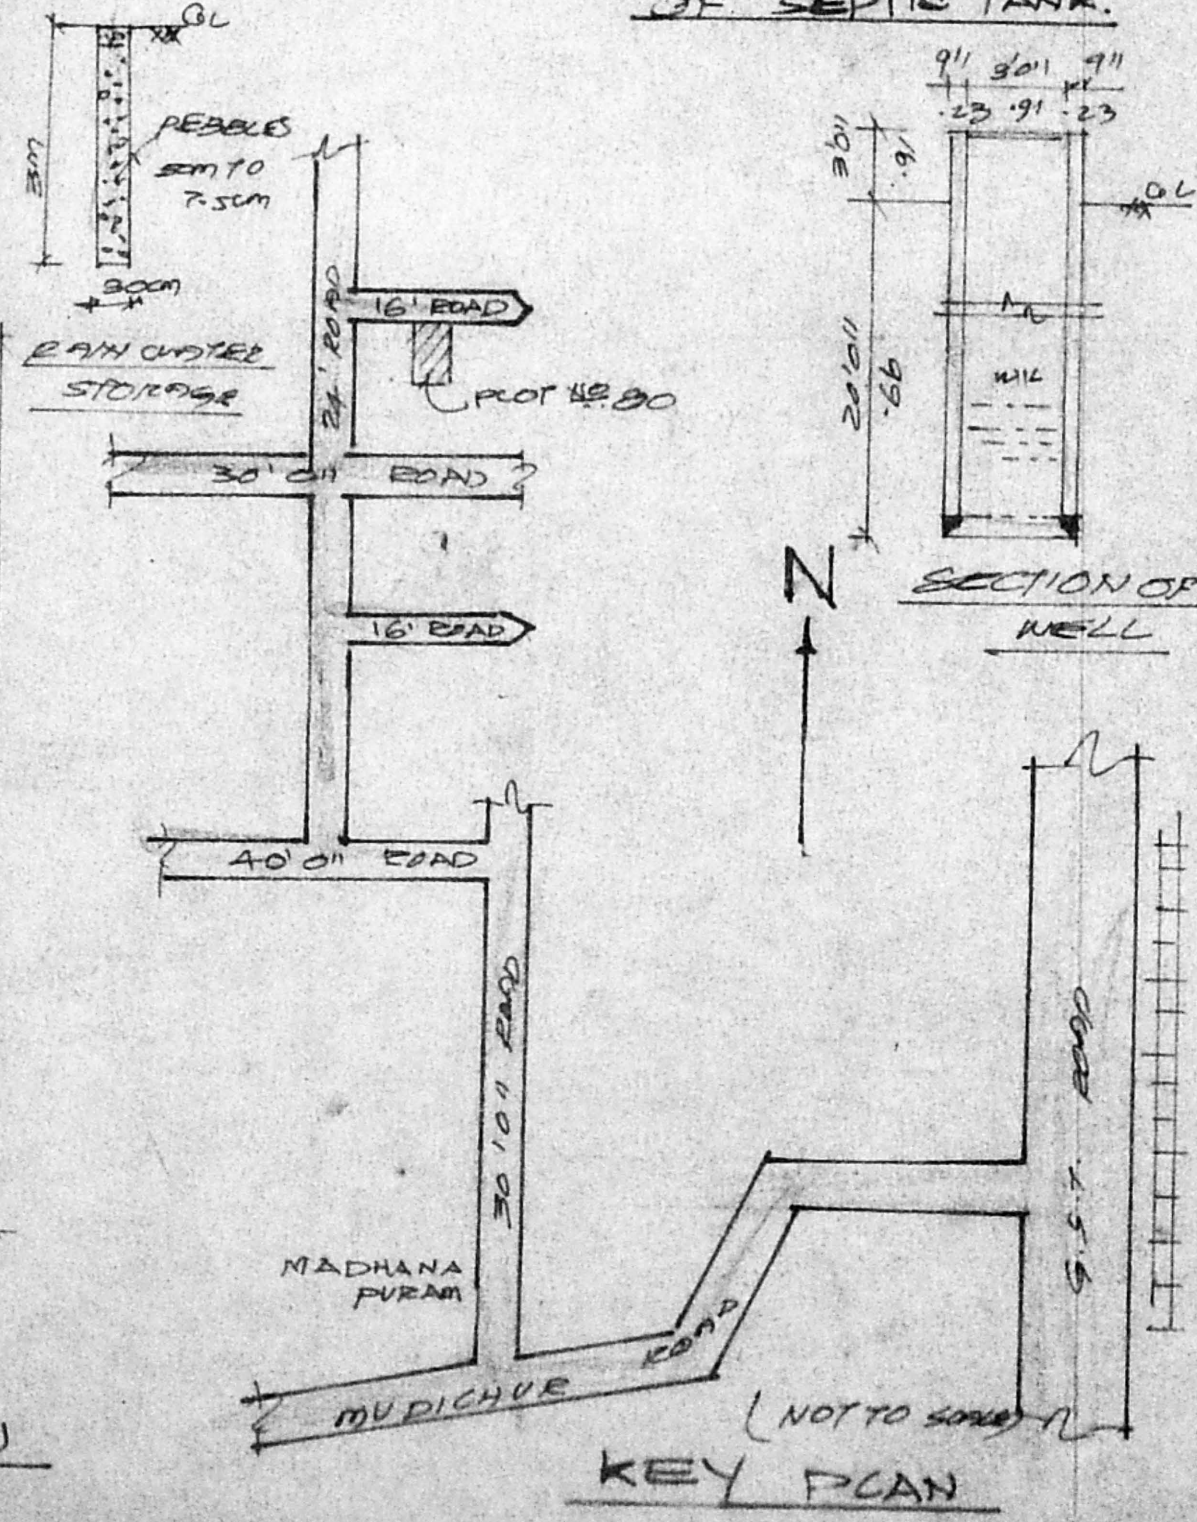 OF SEPTIC TANK.
GL
3M
PEBBLES
5cm TO
7.5cm
30cm
RAIN WATER
STORAGE
9" 3'0" 9"
.23 .91 .23
3'0"
.91
GL
20'0"
W/L
SECTION OF
WELL
24' ROAD
16' ROAD
PLOT NO. 80
30'0" ROAD
16' ROAD
N
40'0" ROAD
30'0" ROAD
G.S.T. ROAD
MADHANA
PURAM
MUDICHUR ROAD
(NOT TO SCALE)
KEY PLAN